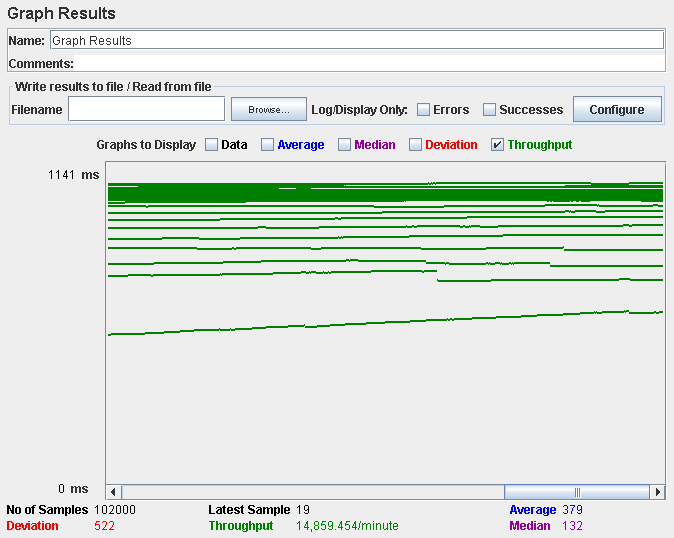 Graph Results
Name: Graph Results
Comments:
Write results to file / Read from file
Filename Browse... Log/Display Only: Errors Successes Configure
Graphs to Display Data Average Median Deviation Throughput
1141 ms
0 ms
No of Samples 102000 Latest Sample 19 Average 379
Deviation 522 Throughput 14,859.454/minute Median 132